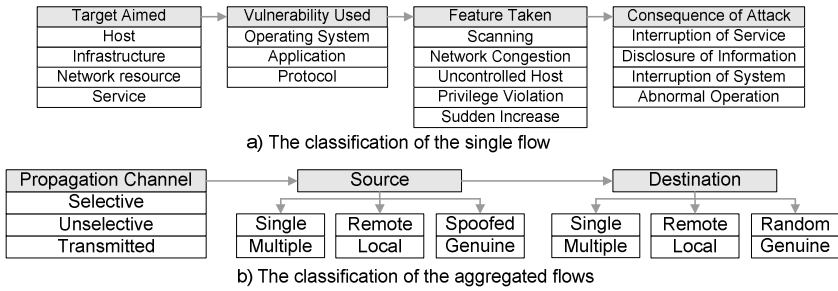 Target Aimed
Host
Infrastructure
Network resource
Service
Vulnerability Used
Operating System
Application
Protocol
Feature Taken
Scanning
Network Congestion
Uncontrolled Host
Privilege Violation
Sudden Increase
Consequence of Attack
Interruption of Service
Disclosure of Information
Interruption of System
Abnormal Operation
a) The classification of the single flow
Propagation Channel
Selective
Unselective
Transmitted
Source
Single
Multiple
Remote
Local
Spoofed
Genuine
Destination
Single
Multiple
Remote
Local
Random
Genuine
b) The classification of the aggregated flows